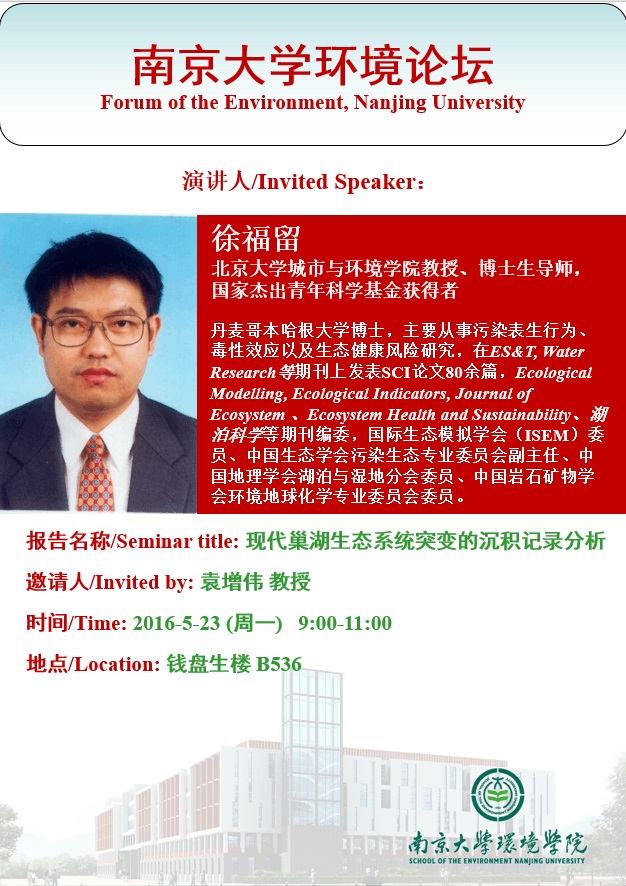 南京大学环境论坛
Forum of the Environment, Nanjing University
演讲人/Invited Speaker：
徐福留
北京大学城市与环境学院教授、博士生导师，
国家杰出青年科学基金获得者
丹麦哥本哈根大学博士，主要从事污染表生行为、
毒性效应以及生态健康风险研究，在ES&T, Water
Research等期刊上发表SCI论文80余篇，Ecological
Modelling, Ecological Indicators, Journal of
Ecosystem 、Ecosystem Health and Sustainability、湖
泊科学等期刊编委，国际生态模拟学会（ISEM）委
员、中国生态学会污染生态专业委员会副主任、中
国地理学会湖泊与湿地分会委员、中国岩石矿物学
会环境地球化学专业委员会委员。
报告名称/Seminar title: 现代巢湖生态系统突变的沉积记录分析
邀请人/Invited by: 袁增伟 教授
时间/Time: 2016-5-23 (周一) 9:00-11:00
地点/Location: 钱盘生楼 B536
南京大學環境學院
SCHOOL OF THE ENVIRONMENT NANJING UNIVERSITY